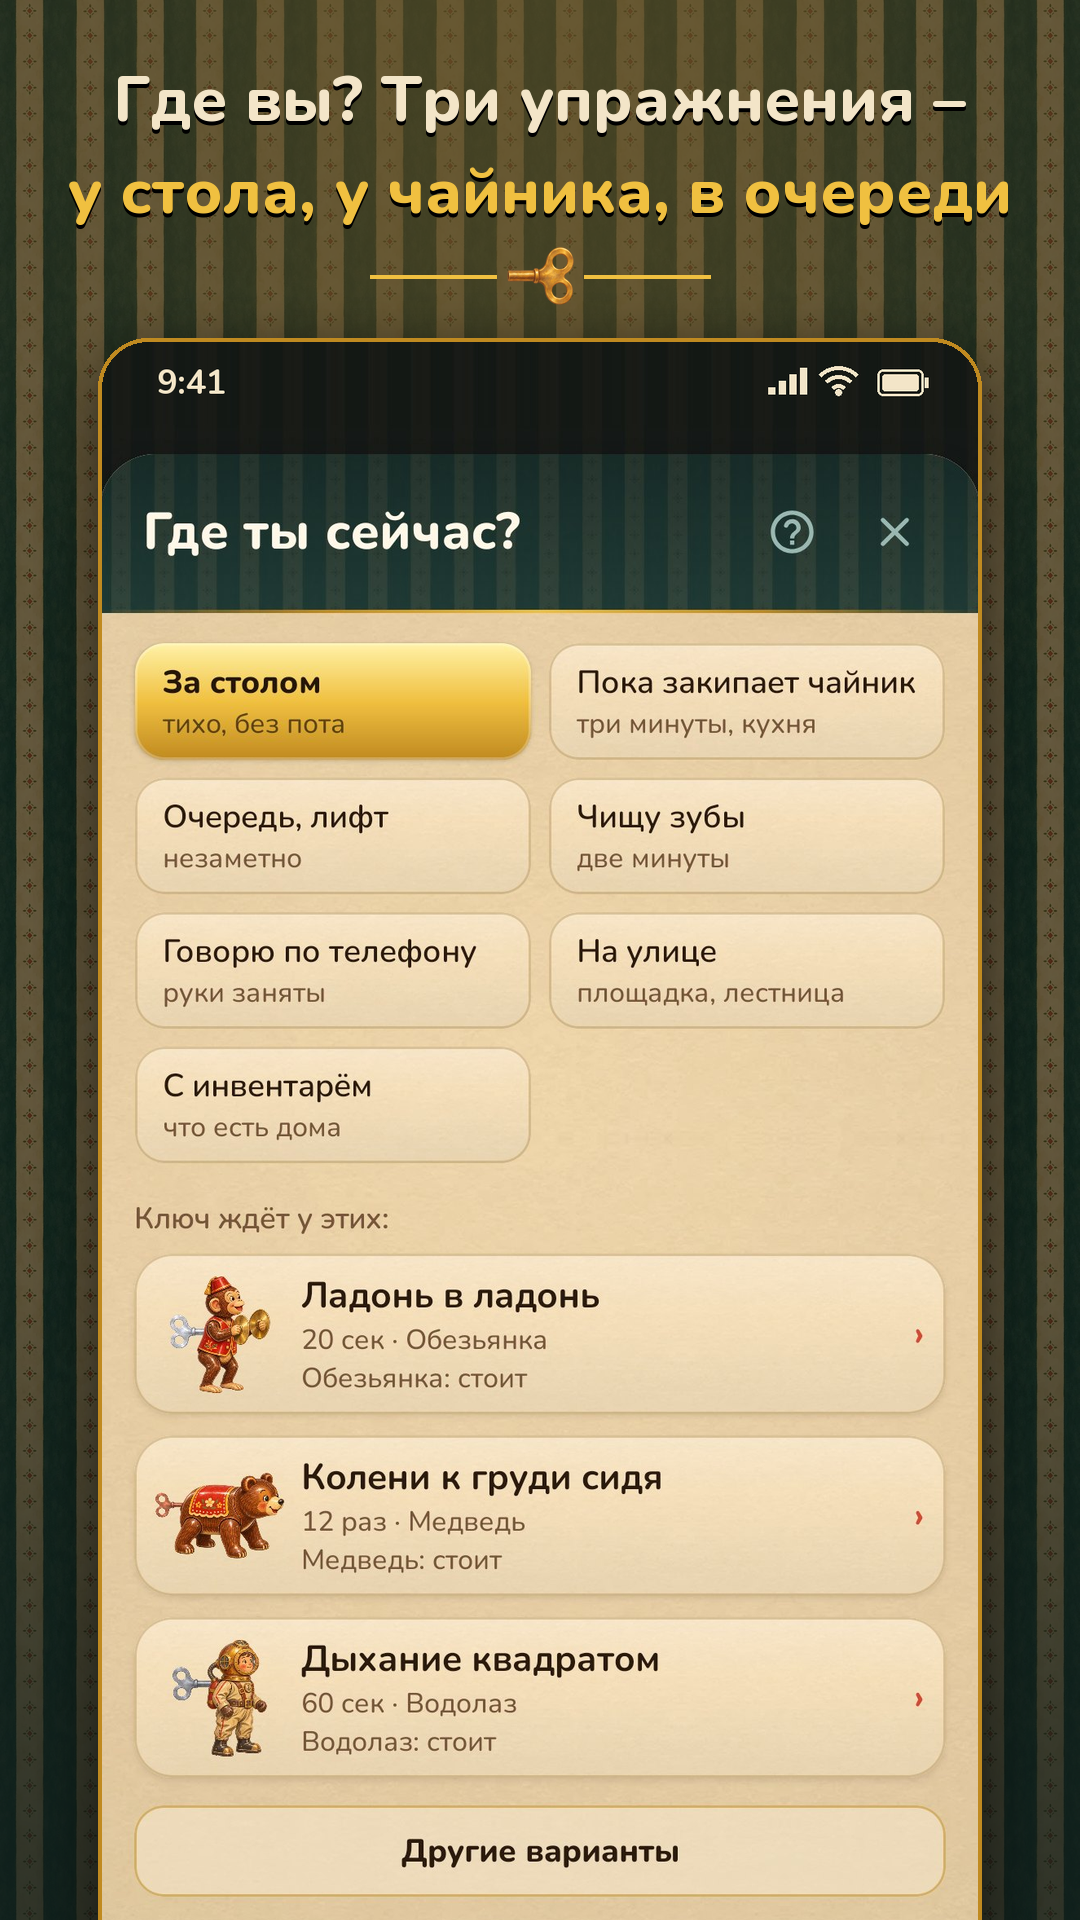 Где вы? Три упражнения –
у стола, у чайника, в очереди
9:41
Где ты сейчас?
За столом
тихо, без пота
Пока закипает чайник
три минуты, кухня
Очередь, лифт
незаметно
Чищу зубы
две минуты
Говорю по телефону
руки заняты
На улице
площадка, лестница
С инвентарём
что есть дома
Ключ ждёт у этих:
Ладонь в ладонь
20 сек · Обезьянка
Обезьянка: стоит
Колени к груди сидя
12 раз · Медведь
Медведь: стоит
Дыхание квадратом
60 сек · Водолаз
Водолаз: стоит
Другие варианты